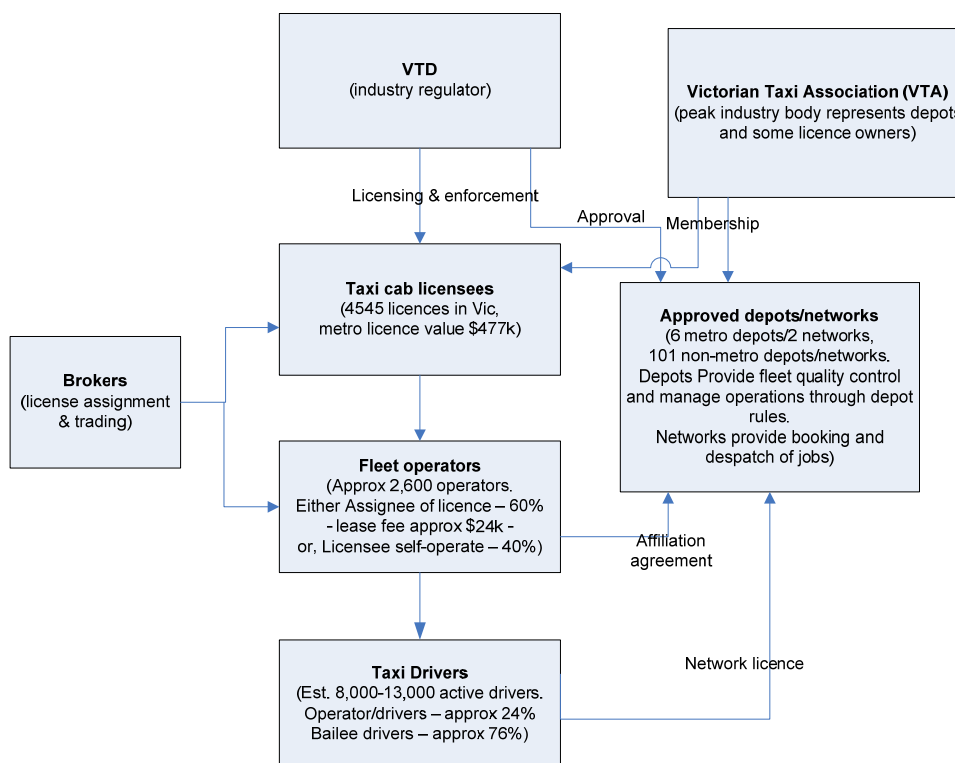 VTD
(industry regulator)
Victorian Taxi Association (VTA)
(peak industry body represents depots
and some licence owners)
Licensing & enforcement
Approval
Membership
Taxi cab licensees
(4545 licences in Vic,
metro licence value $477k)
Approved depots/networks
(6 metro depots/2 networks,
101 non-metro depots/networks.
Depots Provide fleet quality control
and manage operations through depot
rules.
Networks provide booking and
despatch of jobs)
Brokers
(license assignment
& trading)
Fleet operators
(Approx 2,600 operators.
Either Assignee of licence – 60%
- lease fee approx $24k -
or, Licensee self-operate – 40%)
Affiliation
agreement
Taxi Drivers
(Est. 8,000-13,000 active drivers.
Operator/drivers – approx 24%
Bailee drivers – approx 76%)
Network licence